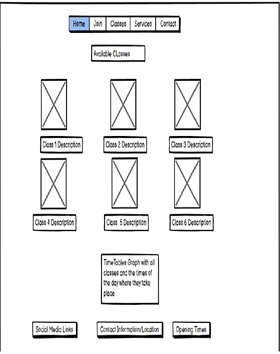 Home Join Classes Services Contact
Available CLasses
Class 1 Description Class 2 Description Class 3 Description
Class 4 Description Class 5 Description Class 6 Description
TimeTables Graph with all
classes and the times of
the day where they take
place
Social Media Links Contact Information/Location Opening Times